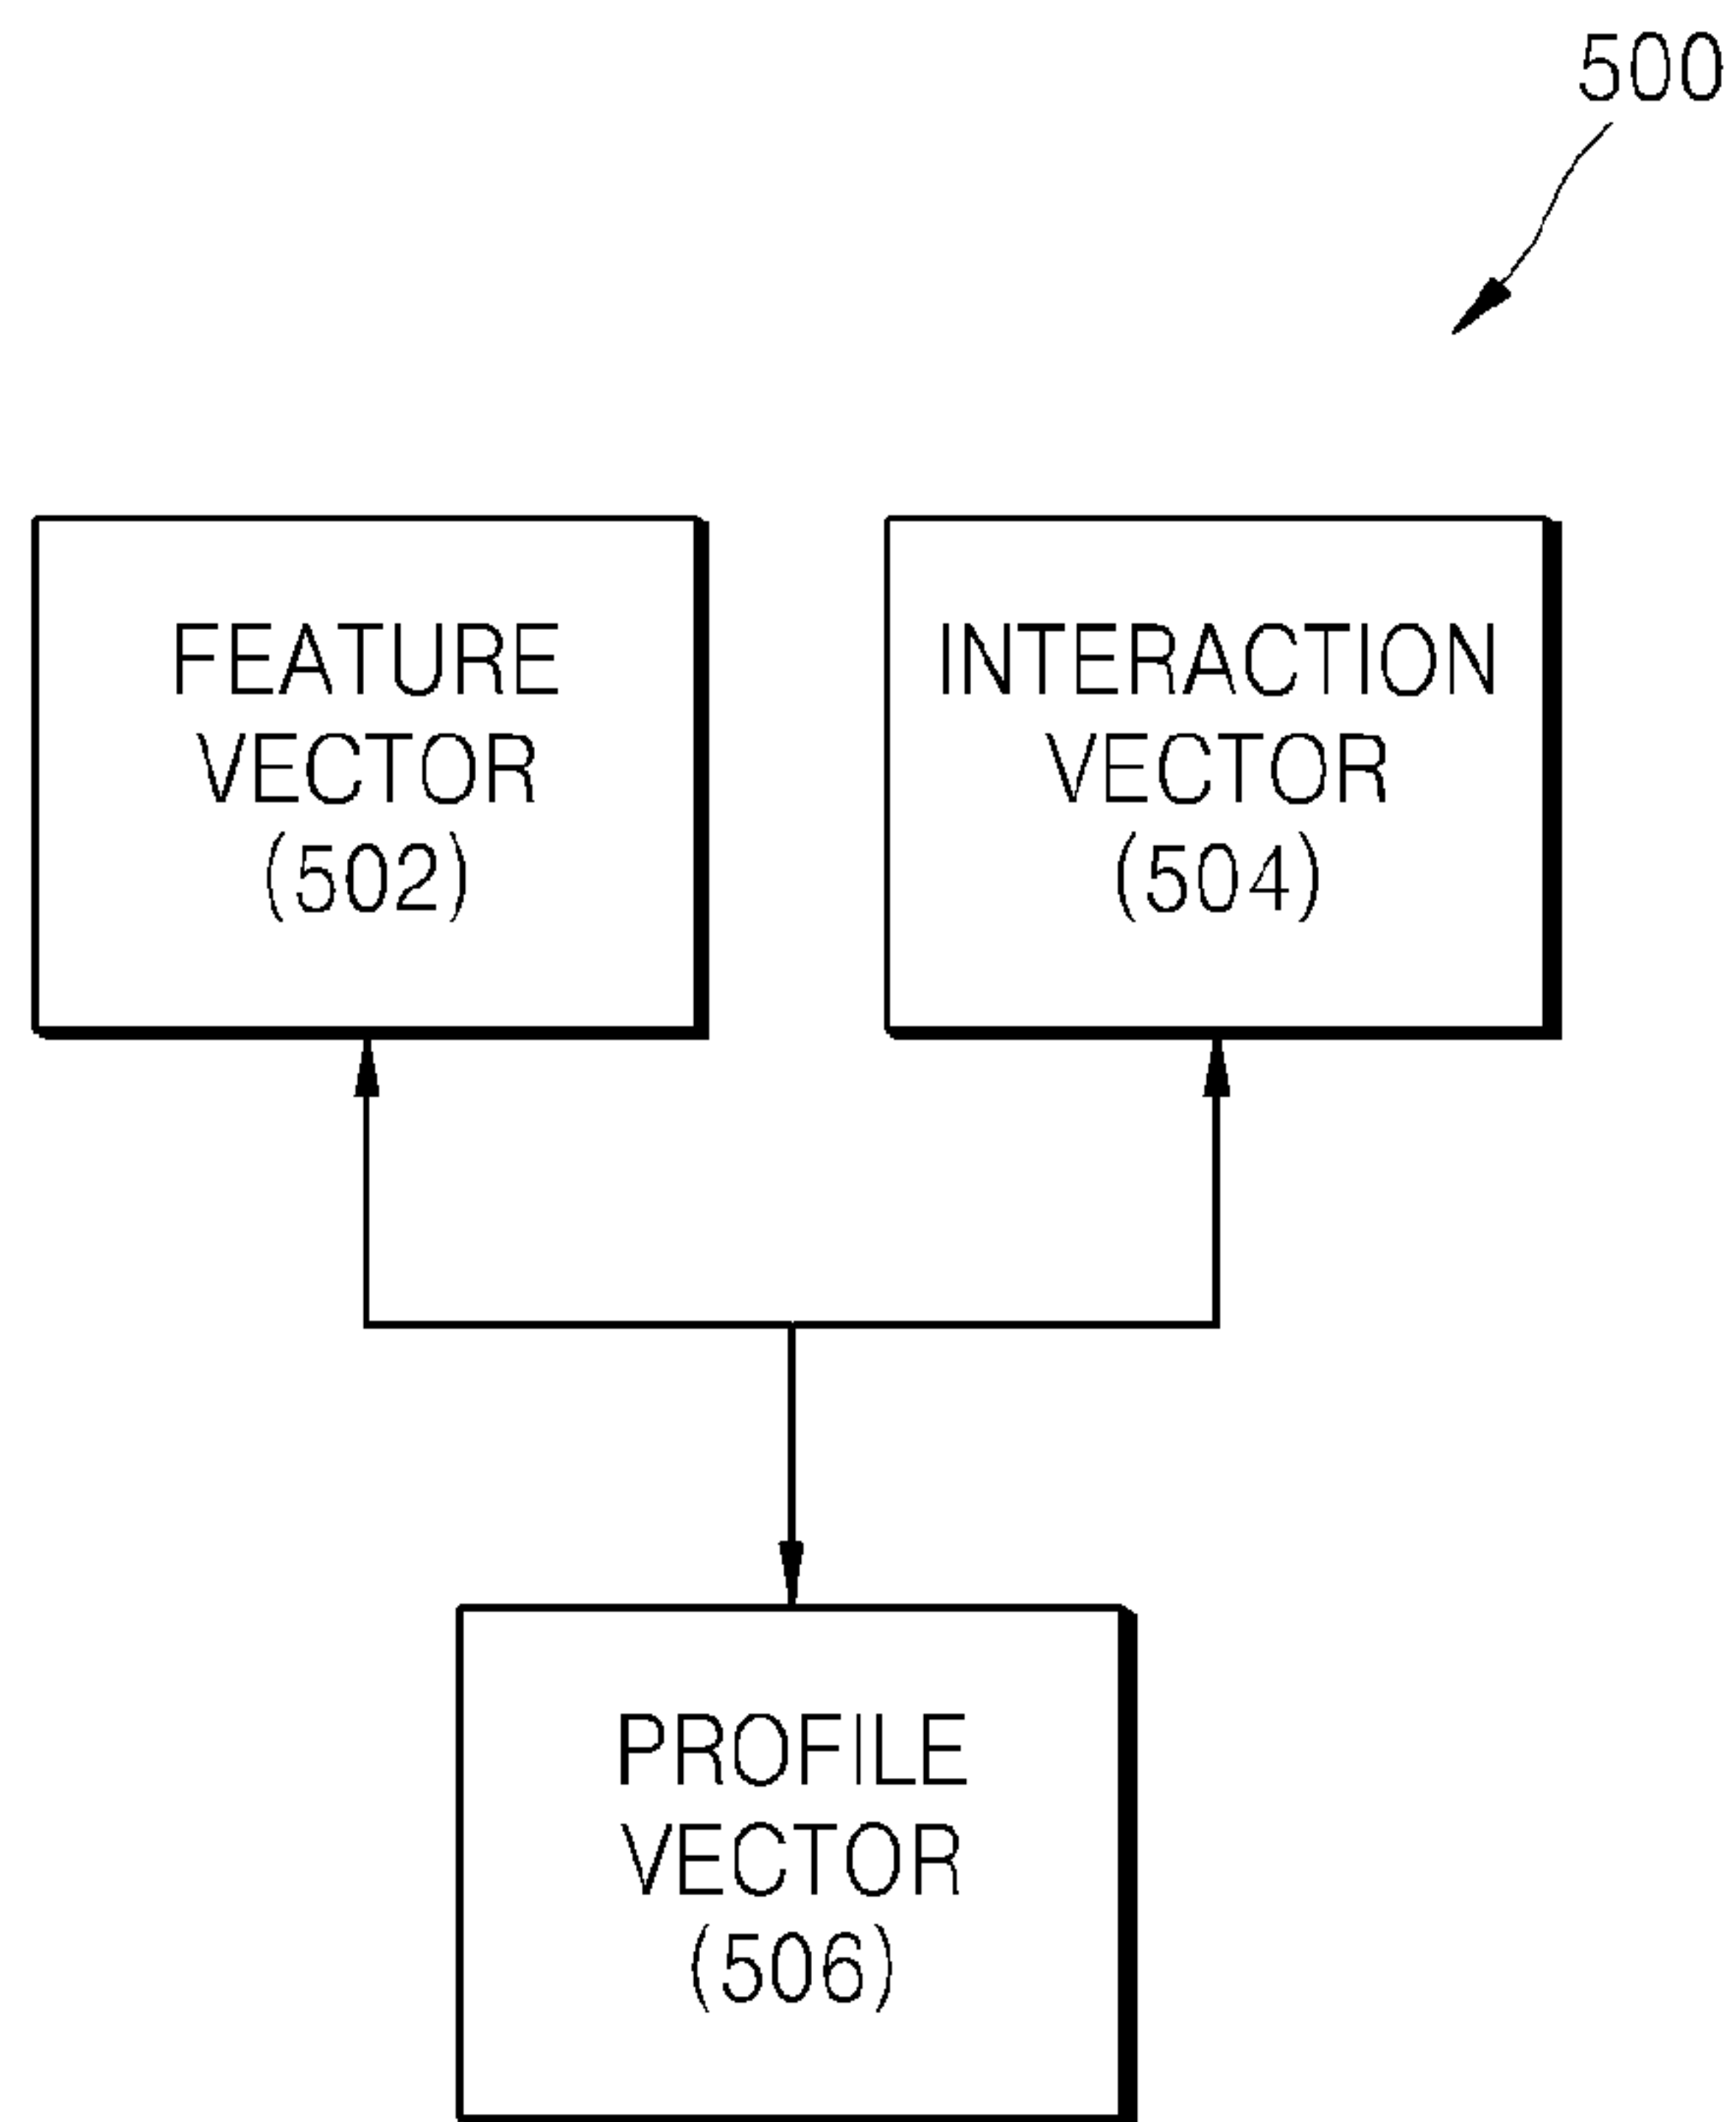 500
FEATURE
VECTOR
(502)
INTERACTION
VECTOR
(504)
PROFILE
VECTOR
(506)